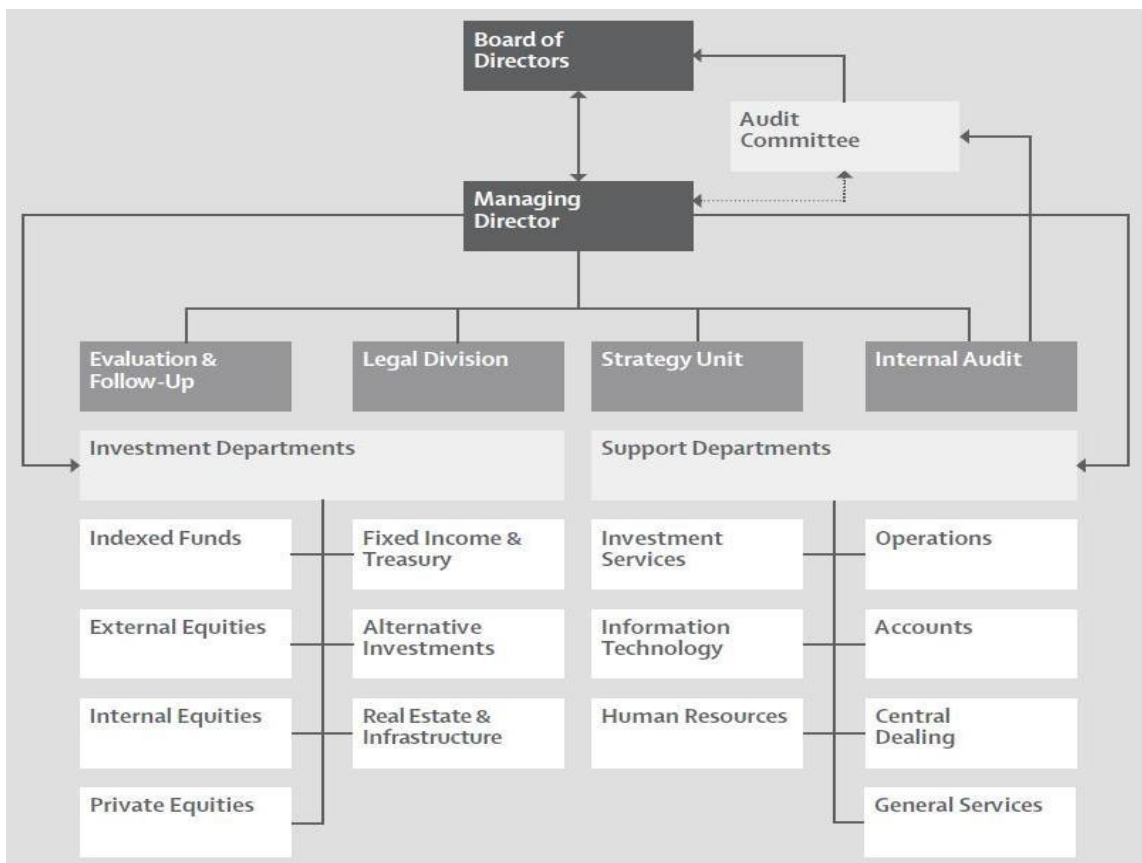 Board of
Directors
Audit
Committee
Managing
Director
Evaluation &
Follow-Up
Legal Division
Strategy Unit
Internal Audit
Investment Departments
Support Departments
Indexed Funds
Fixed Income &
Treasury
Investment
Services
Operations
External Equities
Alternative
Investments
Information
Technology
Accounts
Internal Equities
Real Estate &
Infrastructure
Human Resources
Central
Dealing
Private Equities
General Services